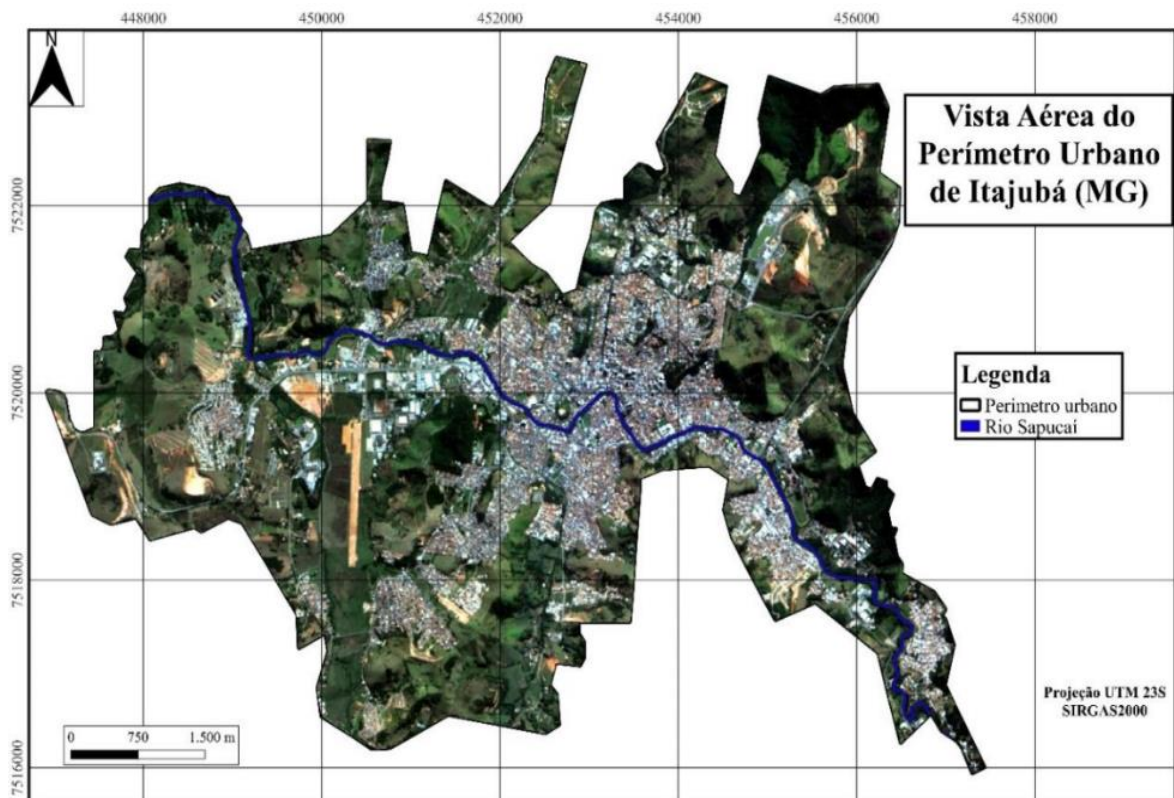 448000 450000 452000 454000 456000 458000
N
Vista Aérea do
Perímetro Urbano
de Itajubá (MG)
7522000
7520000
Legenda
Perimetro urbano
Rio Sapucaí
7518000
Projeção UTM 23S
SIRGAS2000
0 750 1.500 m
7516000